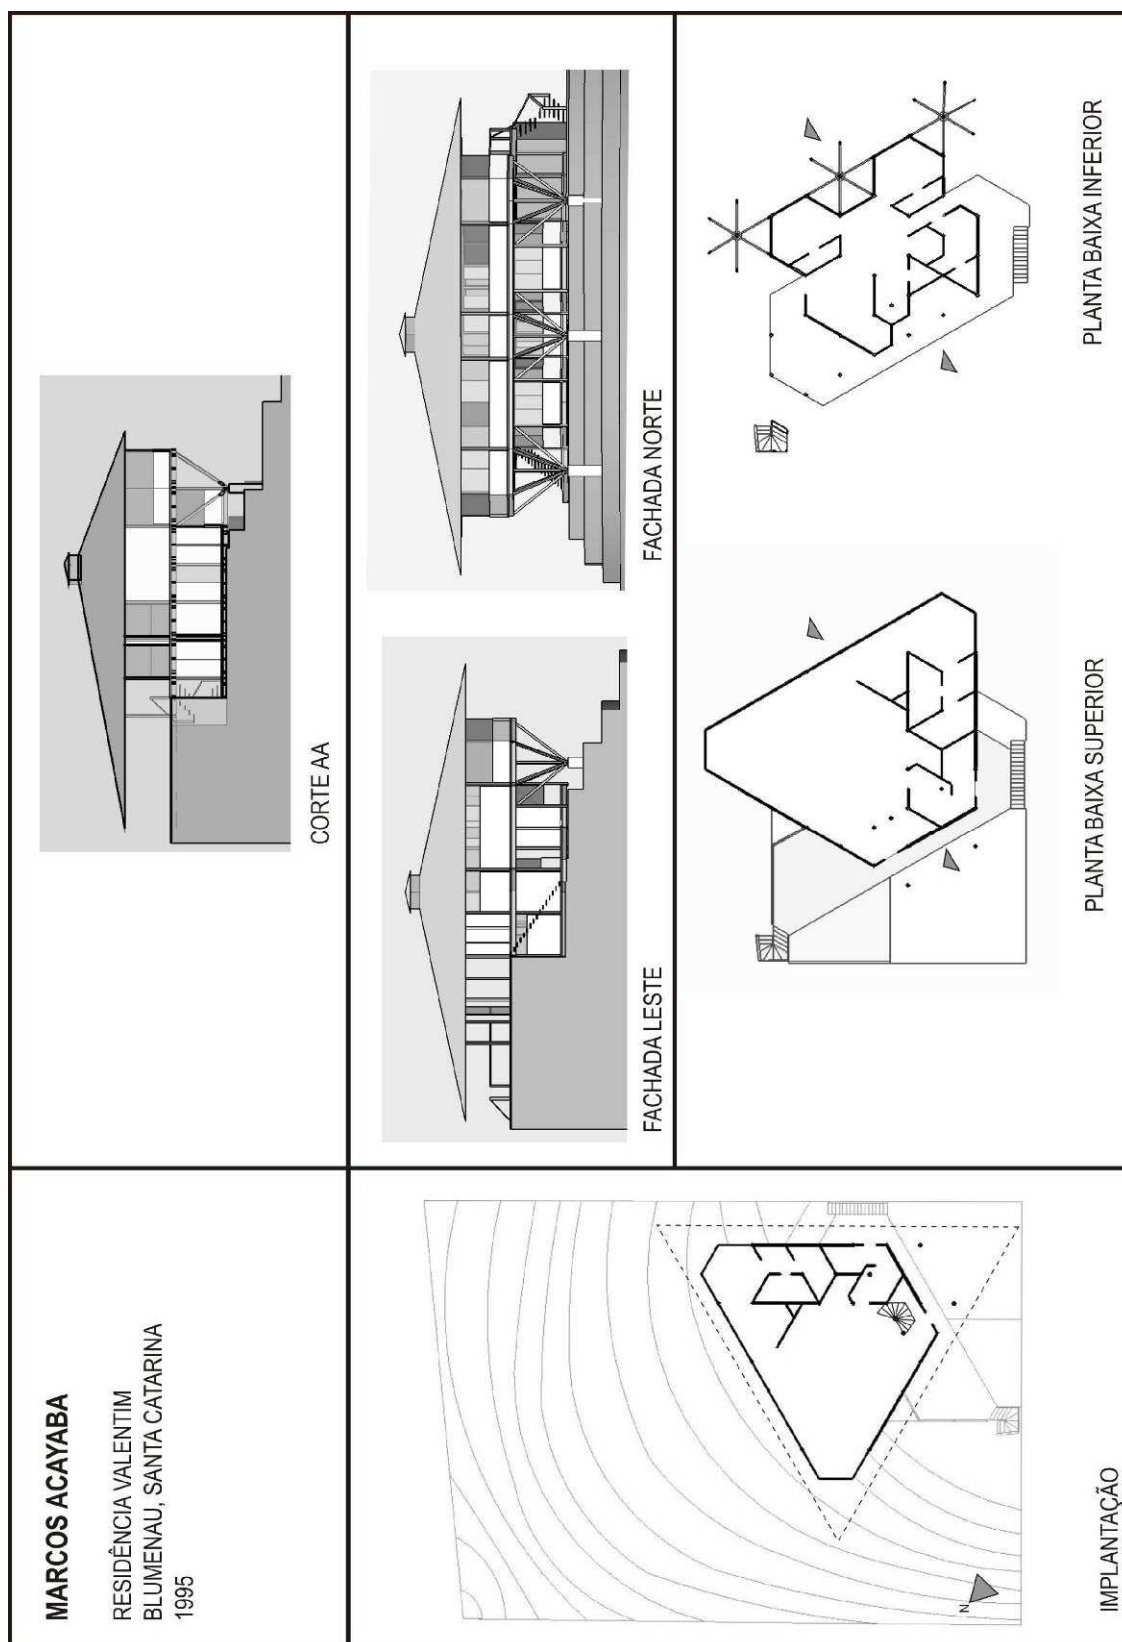 MARCOS ACAYABA
RESIDÊNCIA VALENTIM
BLUMENAU, SANTA CATARINA
1995
CORTE AA
FACHADA LESTE
FACHADA NORTE
IMPLANTAÇÃO
N
PLANTA BAIXA SUPERIOR
PLANTA BAIXA INFERIOR